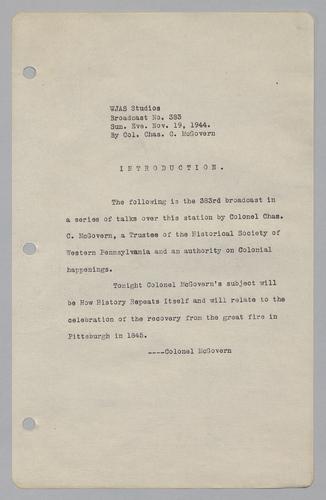 WJAS Studios
Broadcast No. 383
Sun. Eve. Nov. 19, 1944.
By Col. Chas. C. McGovern
I N T R O D U C T I O N .
The following is the 383rd broadcast in
a series of talks over this station by Colonel Chas.
C. McGovern, a Trustee of the Historical Society of
Western Pennsylvania and an authority on Colonial
happenings.
Tonight Colonel McGovern's subject will
be How History Repeats Itself and will relate to the
celebration of the recovery from the great fire in
Pittsburgh in 1845.
----Colonel McGovern